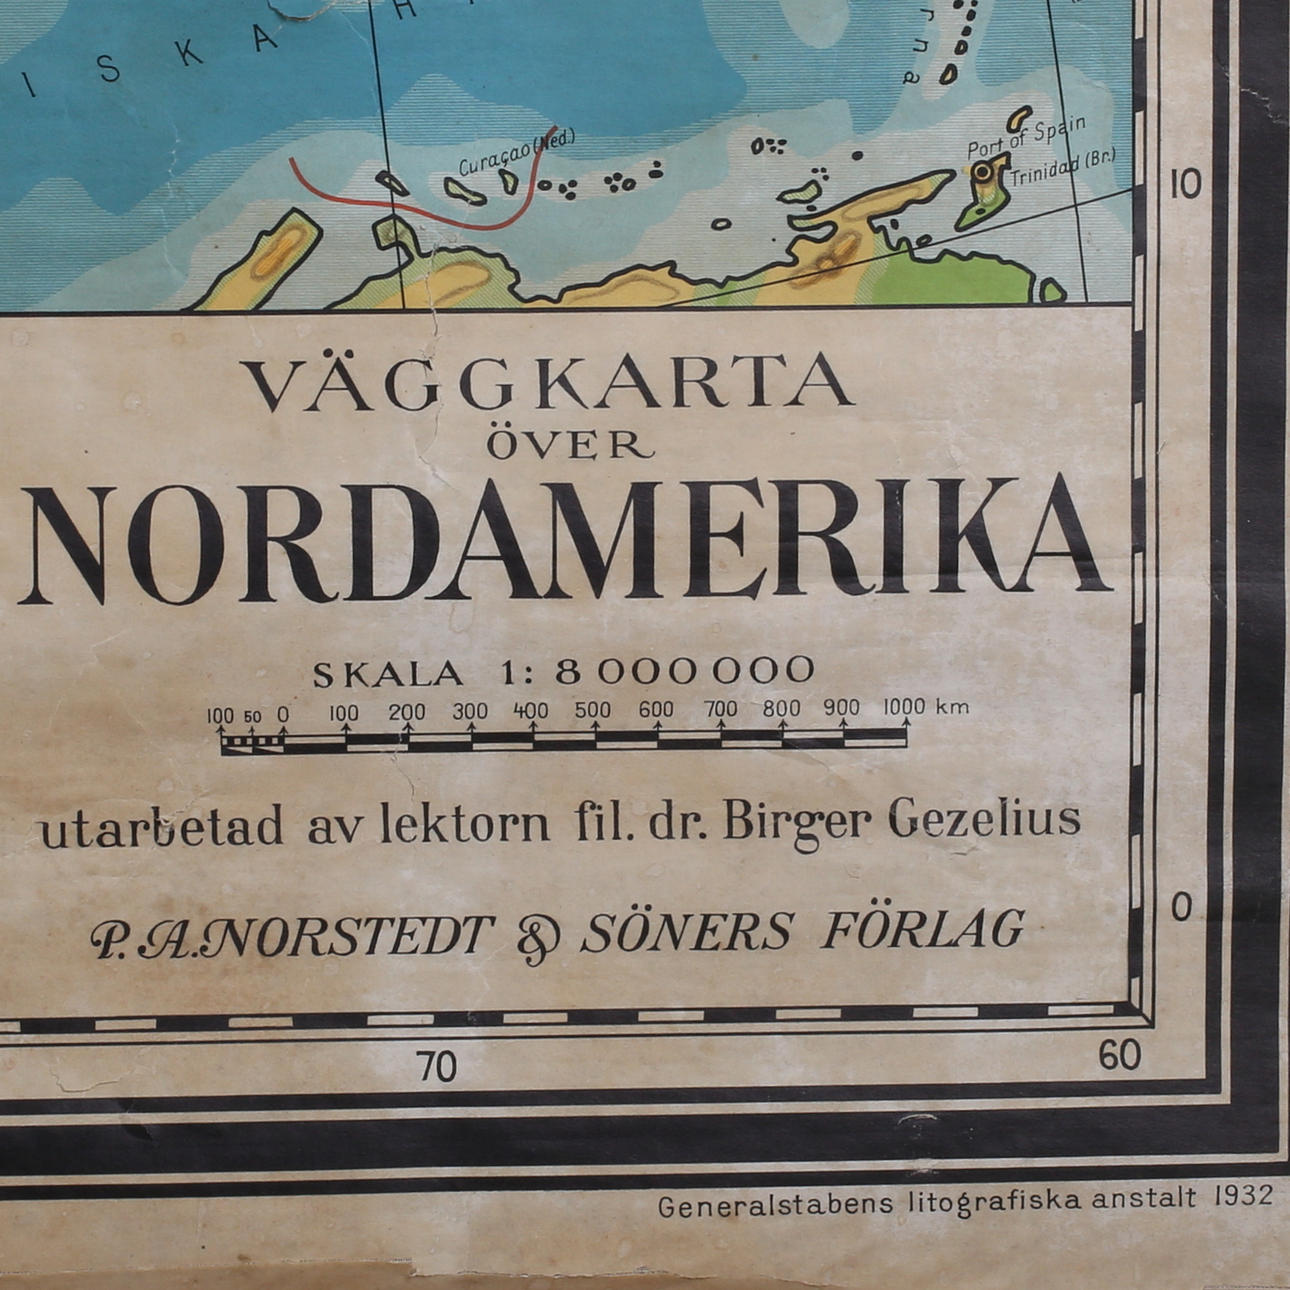 I S K A H
rna
Curaçao (Ned.)
Port of Spain
Trinidad (Br.)
10
VÄGGKARTA
ÖVER
NORDAMERIKA
SKALA 1: 8 000 000
100 50 0 100 200 300 400 500 600 700 800 900 1000 km
utarbetad av lektorn fil. dr. Birger Gezelius
P. A. NORSTEDT & SÖNERS FÖRLAG
0
70 60
Generalstabens litografiska anstalt 1932